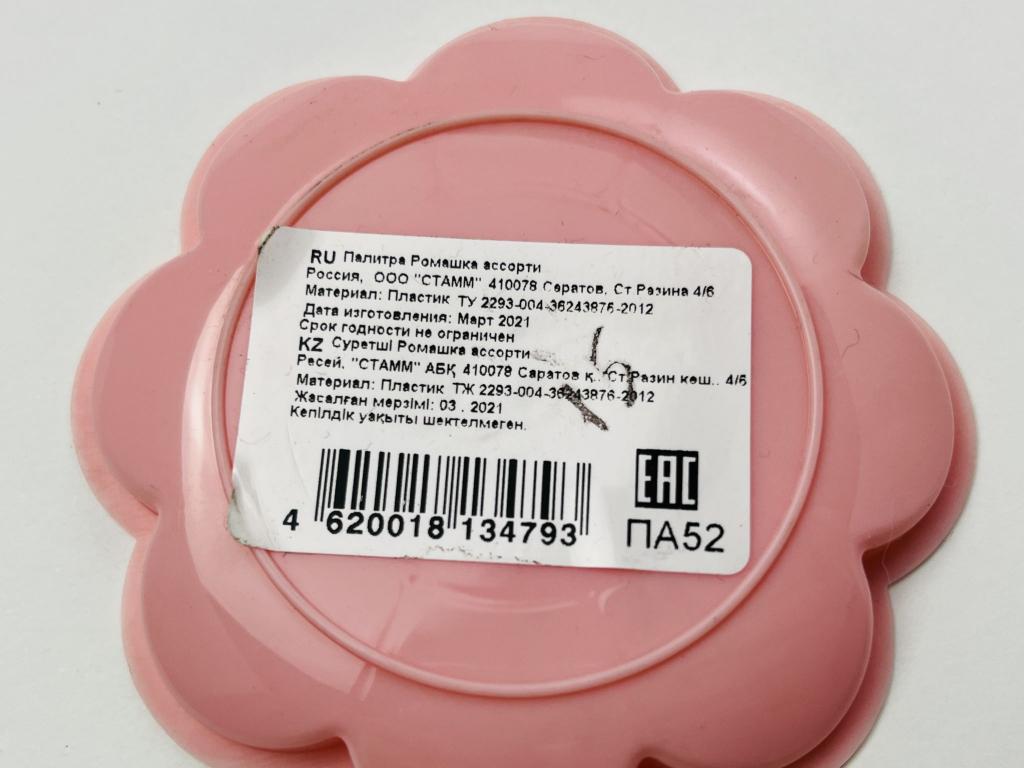 RU Палитра Ромашка ассорти
Россия, ООО "СТАММ" 410078 Саратов, Ст Разина 4/6
Материал: Пластик ТУ 2293-004-36243876-2012
Дата изготовления: Март 2021
Срок годности не ограничен
KZ Суретші Ромашка ассорти
Ресей, "СТАММ" АБҚ 410078 Саратов қ., Ст.Разин көш., 4/6
Материал: Пластик ТЖ 2293-004-36243876-2012
Жасалған мерзімі: 03 . 2021
Кепілдік уақыты шектелмеген.
4 620018 134793
EAC
ПА52